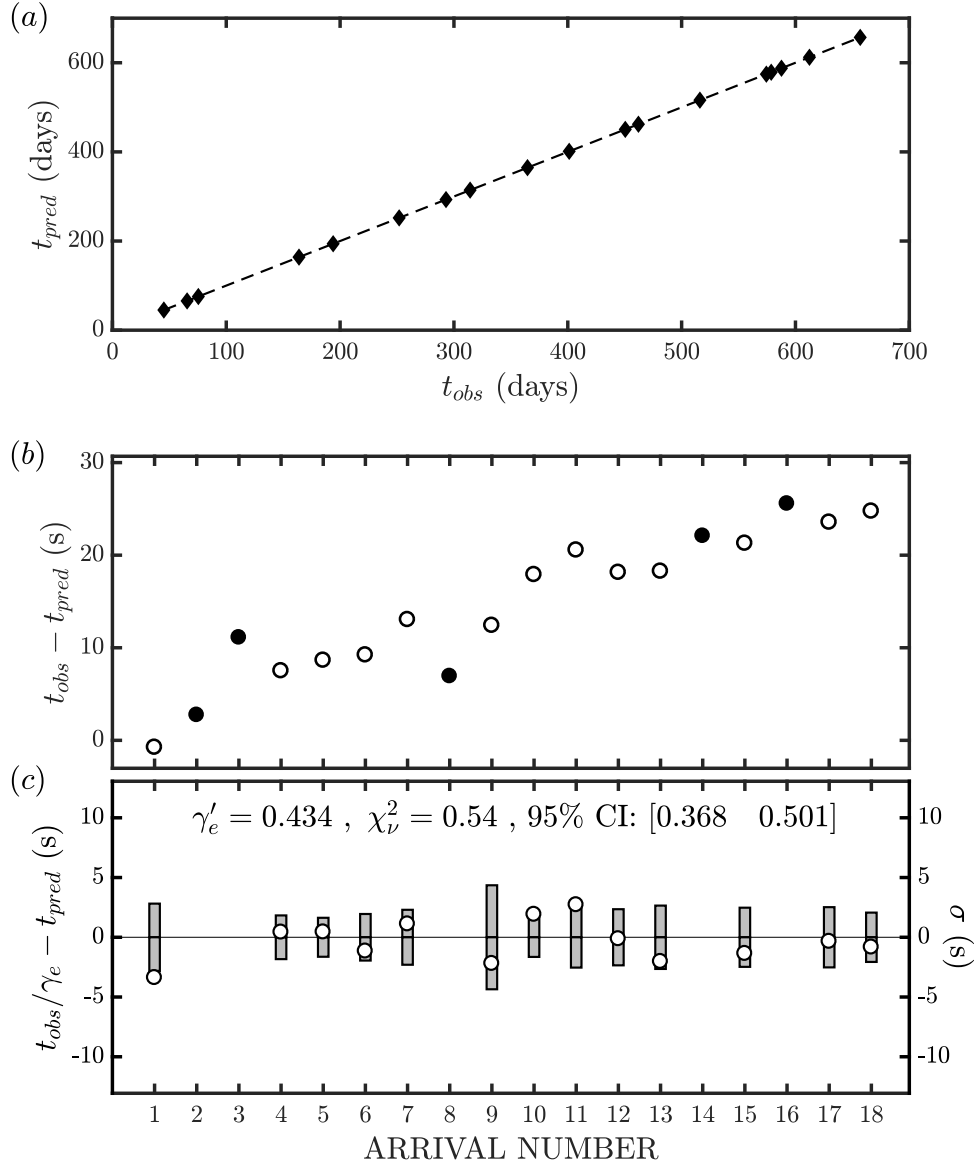 (a)
600
400
200
0
t_pred (days)
0 100 200 300 400 500 600 700
t_obs (days)
(b)
30
20
10
0
t_obs − t_pred (s)
(c)
γ′_e = 0.434 , χ²_ν = 0.54 , 95% CI: [0.368 0.501]
10 10
5 5
0 0
-5 -5
-10 -10
t_obs/γ_e − t_pred (s)
σ (s)
1 2 3 4 5 6 7 8 9 10 11 12 13 14 15 16 17 18
ARRIVAL NUMBER